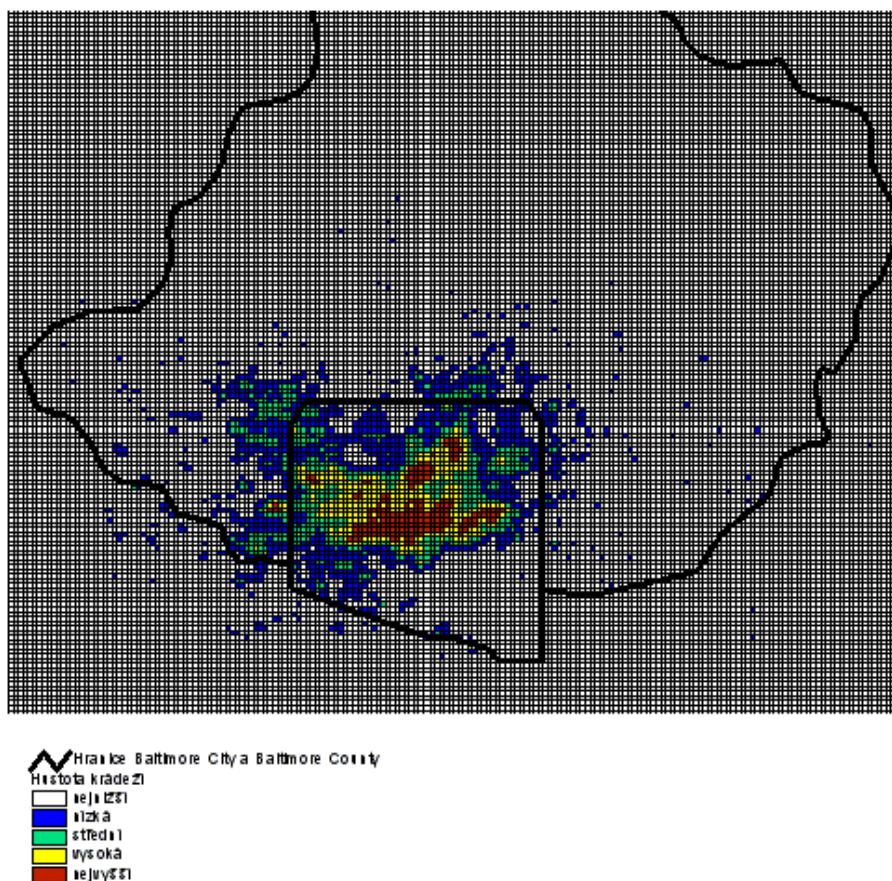 Hranice Baltimore City a Baltimore County
Hustota krádeží
nejnižší
nízká
střední
vysoká
nejvyšší